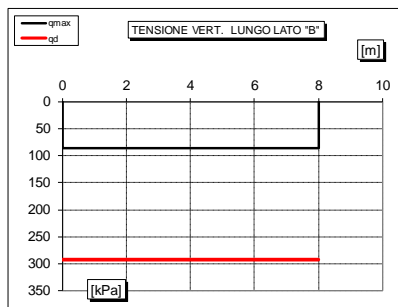 qmax
qd
TENSIONE VERT. LUNGO LATO "B"
[m]
0 2 4 6 8 10
0
50
100
150
200
250
300
350
[kPa]